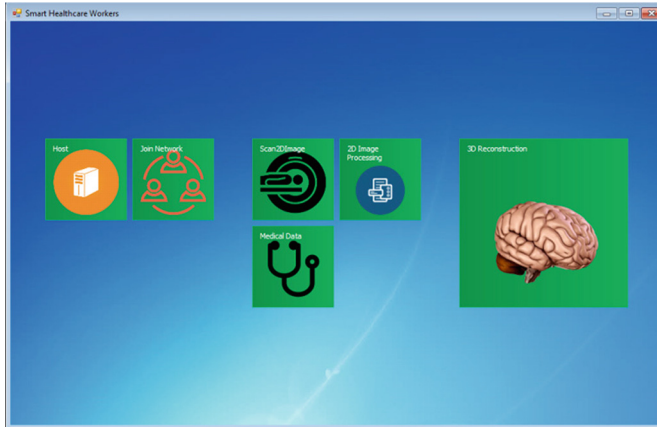 Smart Healthcare Workers
Host
Join Network
Scan2DImage
2D Image
Processing
3D Reconstruction
Medical Data